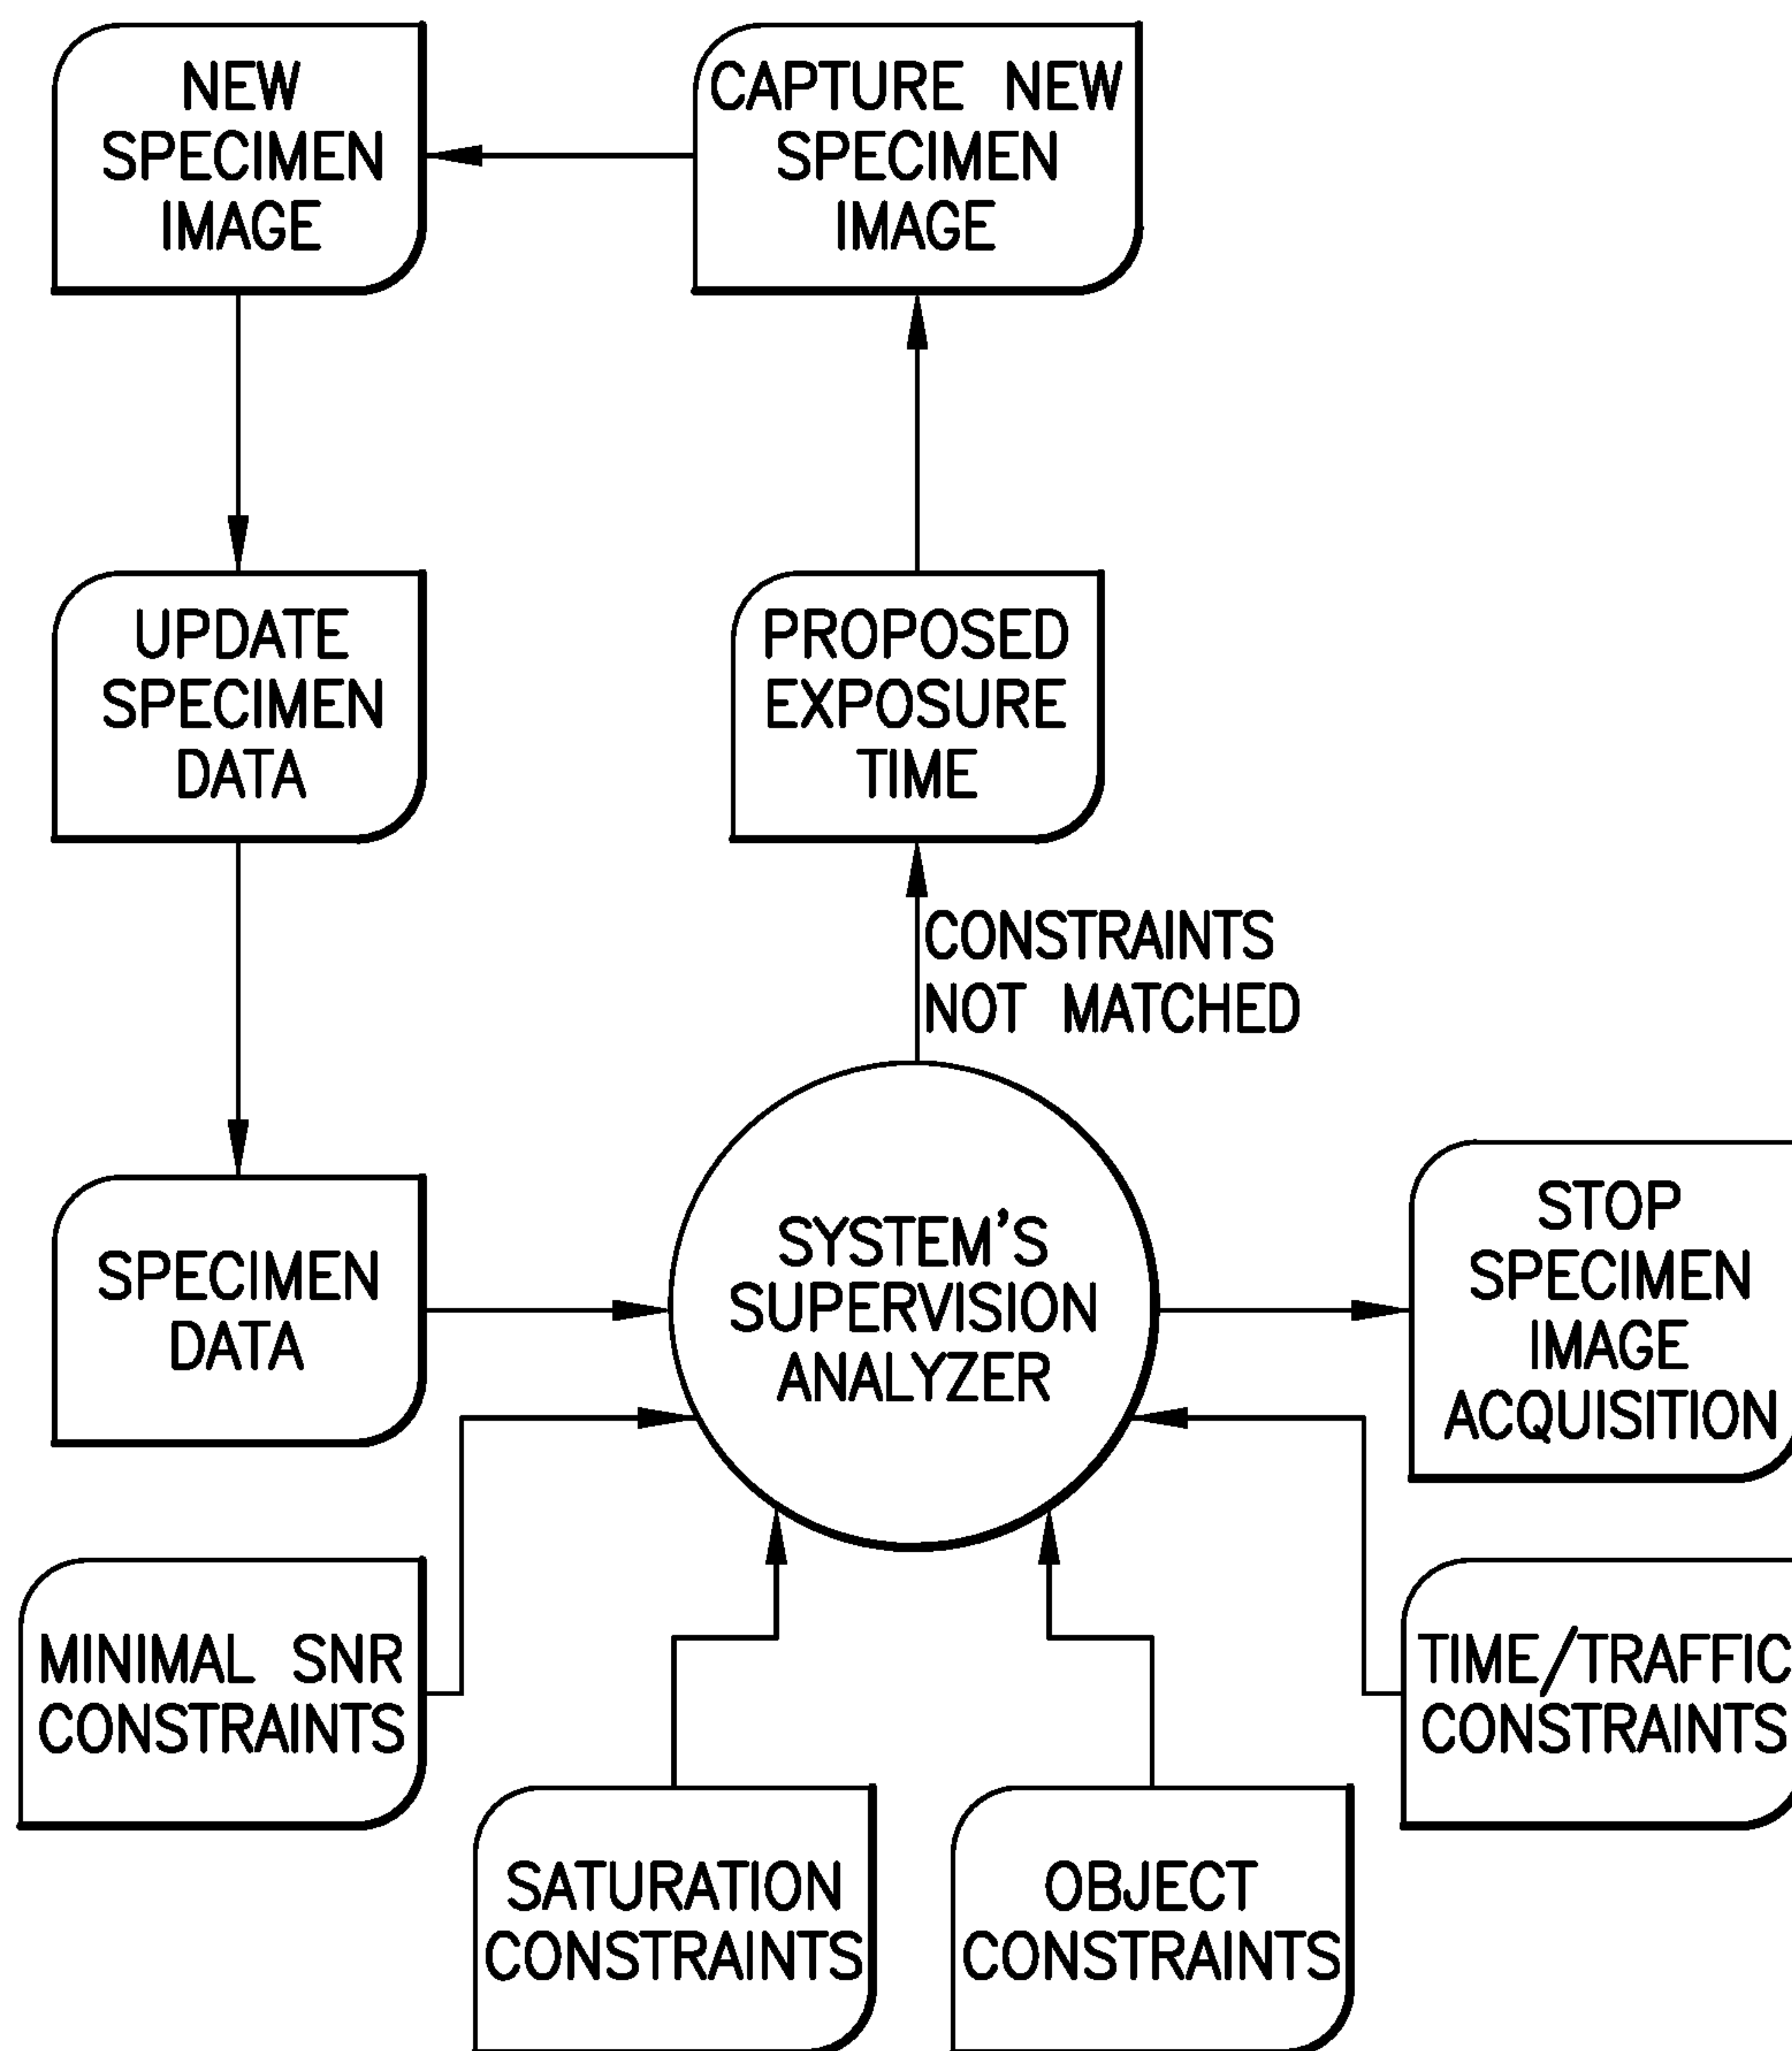 NEW
SPECIMEN
IMAGE
CAPTURE NEW
SPECIMEN
IMAGE
UPDATE
SPECIMEN
DATA
PROPOSED
EXPOSURE
TIME
CONSTRAINTS
NOT MATCHED
SPECIMEN
DATA
SYSTEM'S
SUPERVISION
ANALYZER
STOP
SPECIMEN
IMAGE
ACQUISITION
MINIMAL SNR
CONSTRAINTS
TIME/TRAFFIC
CONSTRAINTS
SATURATION
CONSTRAINTS
OBJECT
CONSTRAINTS